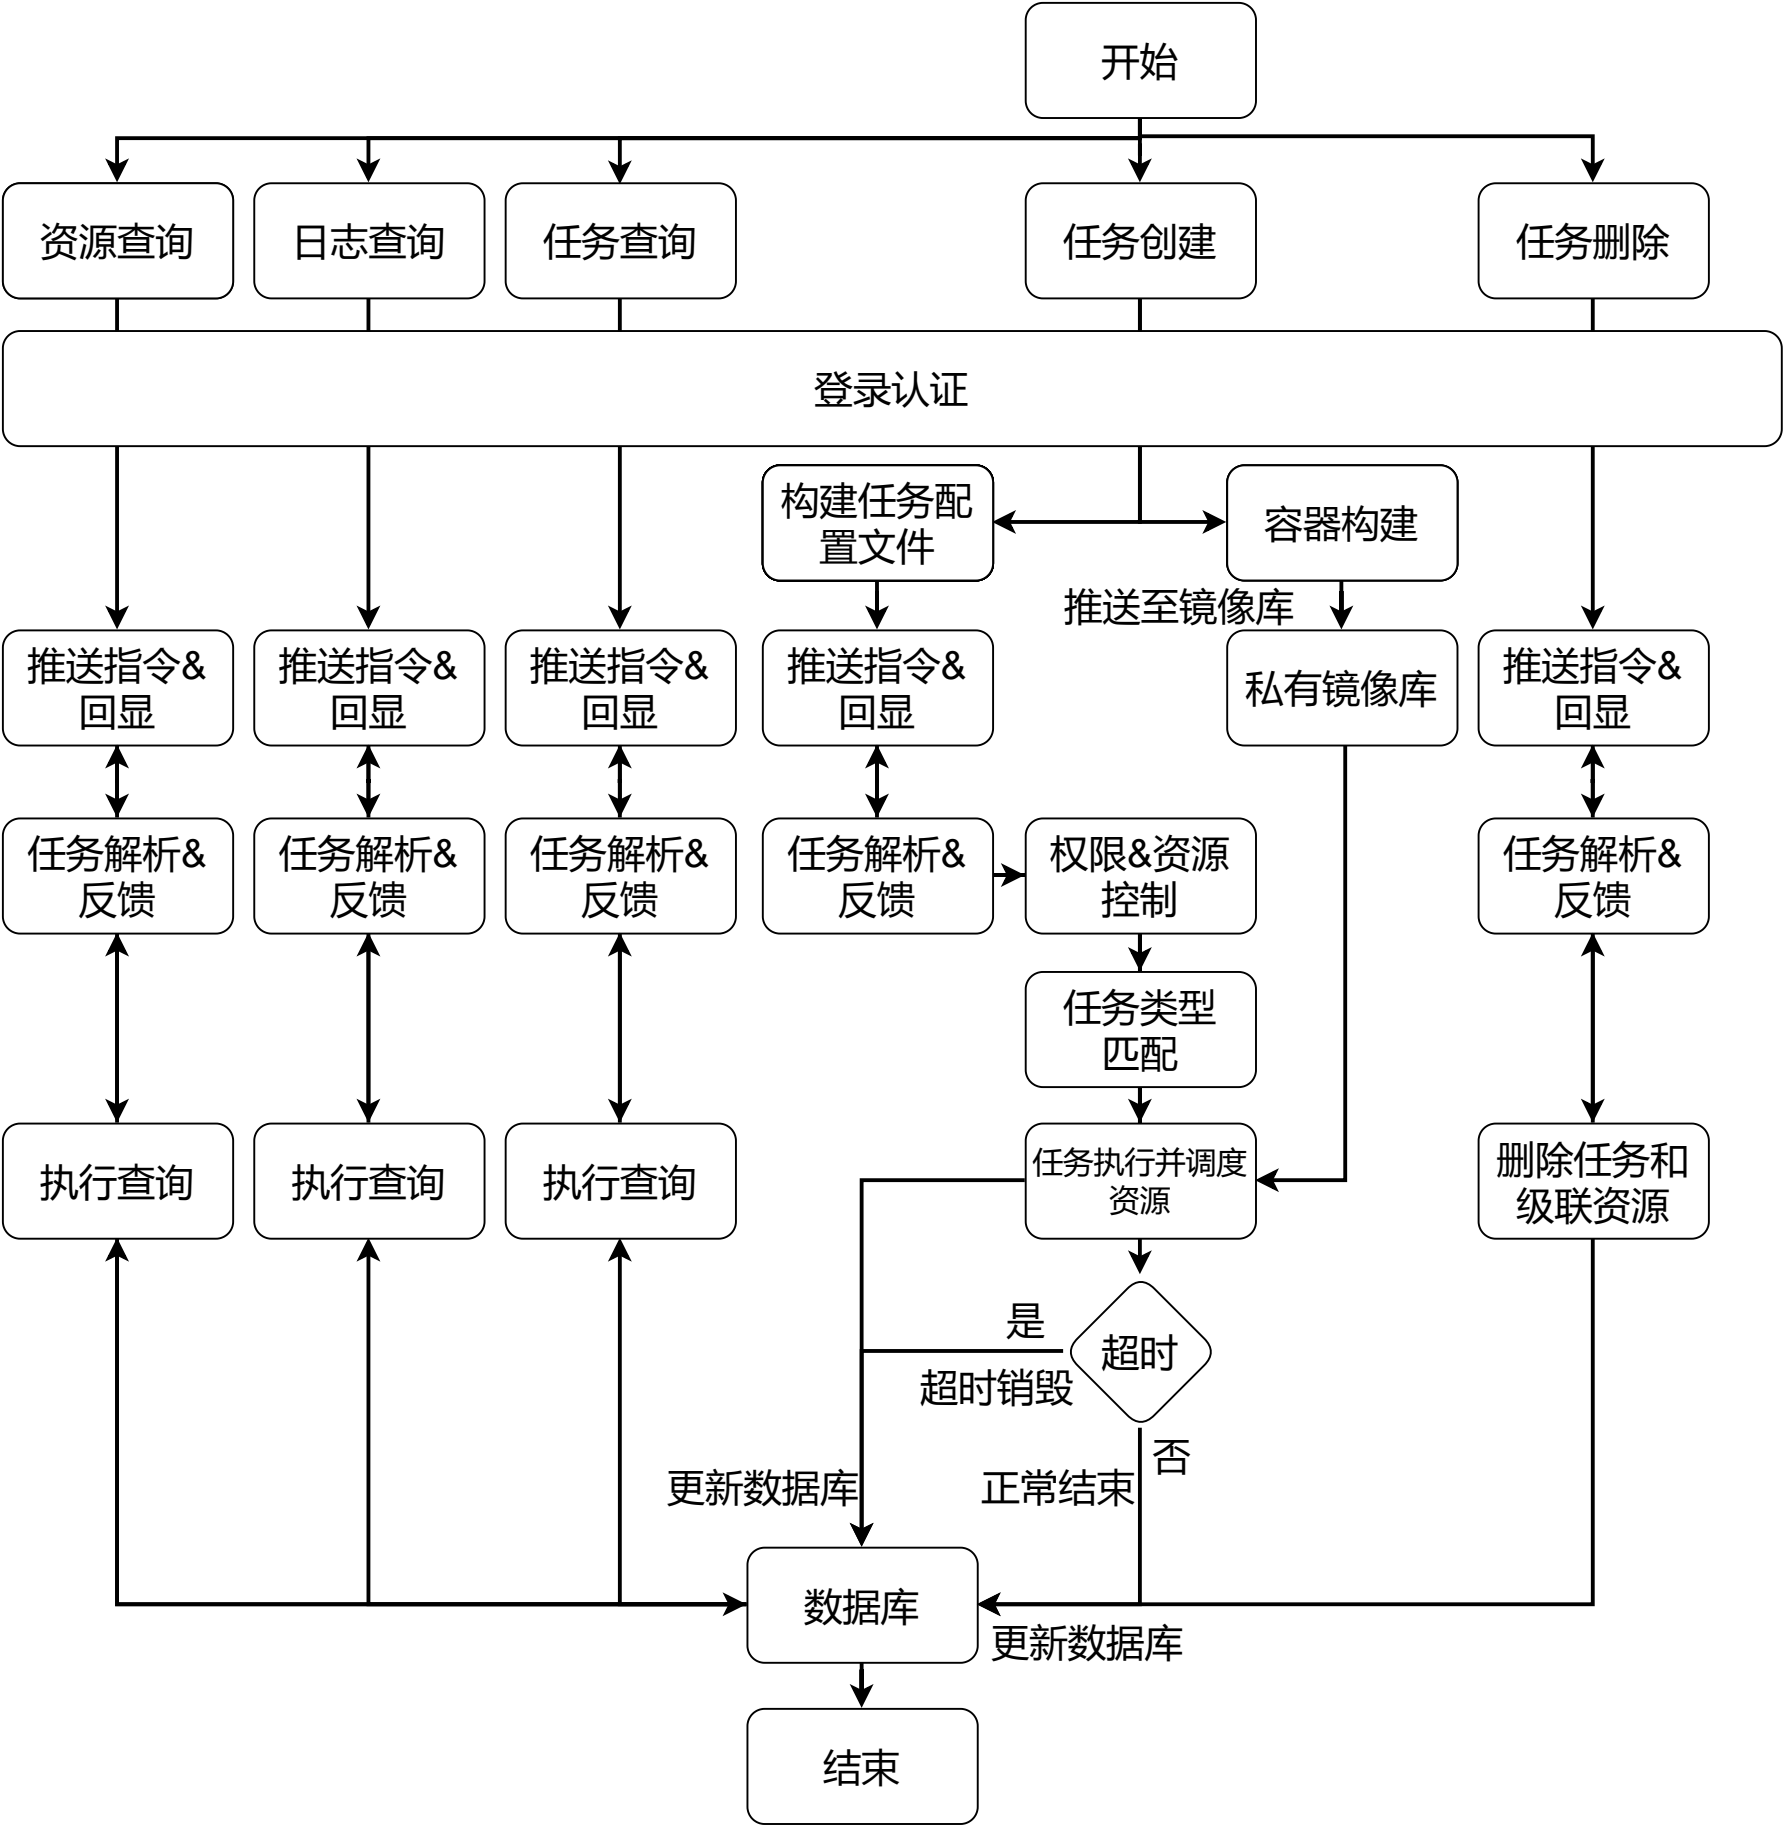 开始
资源查询
日志查询
任务查询
任务创建
任务删除
登录认证
构建任务配
置文件
容器构建
推送至镜像库
推送指令&
回显
推送指令&
回显
推送指令&
回显
推送指令&
回显
私有镜像库
推送指令&
回显
任务解析&
反馈
任务解析&
反馈
任务解析&
反馈
任务解析&
反馈
权限&资源
控制
任务解析&
反馈
任务类型
匹配
执行查询
执行查询
执行查询
任务执行并调度
资源
删除任务和
级联资源
是
超时
超时销毁
否
更新数据库
正常结束
数据库
更新数据库
结束